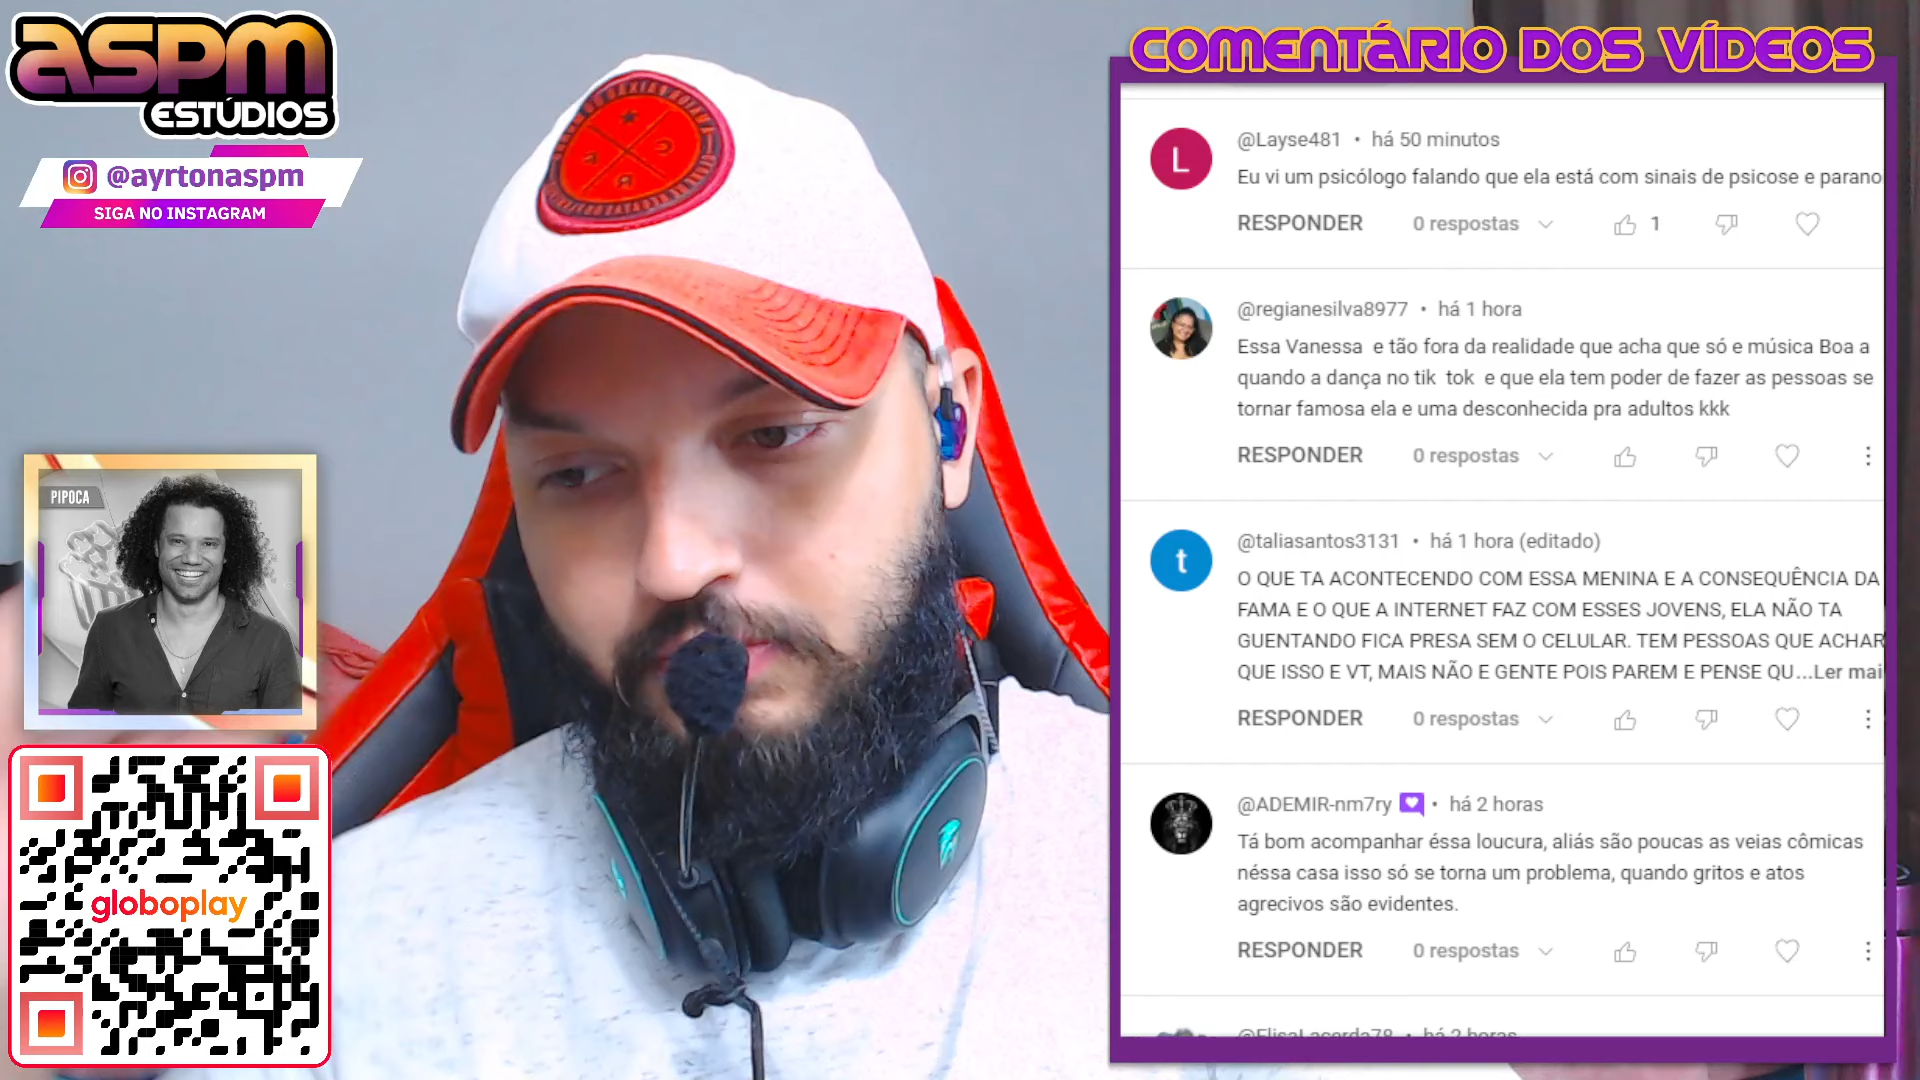 ASPM
ESTÚDIOS
@ayrtonaspm
SIGA NO INSTAGRAM
PIPOCA
globoplay
COMENTÁRIO DOS VÍDEOS
L
@Layse481 • há 50 minutos
Eu vi um psicólogo falando que ela está com sinais de psicose e parano
RESPONDER 0 respostas 1
@regianesilva8977 • há 1 hora
Essa Vanessa e tão fora da realidade que acha que só e música Boa a
quando a dança no tik tok e que ela tem poder de fazer as pessoas se
tornar famosa ela e uma desconhecida pra adultos kkk
RESPONDER 0 respostas
t
@taliasantos3131 • há 1 hora (editado)
O QUE TA ACONTECENDO COM ESSA MENINA E A CONSEQUÊNCIA DA
FAMA E O QUE A INTERNET FAZ COM ESSES JOVENS, ELA NÃO TA
GUENTANDO FICA PRESA SEM O CELULAR. TEM PESSOAS QUE ACHAR
QUE ISSO E VT, MAIS NÃO E GENTE POIS PAREM E PENSE QU...Ler mai
RESPONDER 0 respostas
@ADEMIR-nm7ry • há 2 horas
Tá bom acompanhar éssa loucura, aliás são poucas as veias cômicas
néssa casa isso só se torna um problema, quando gritos e atos
agrecivos são evidentes.
RESPONDER 0 respostas
@ElisaLacerda78 • há 2 horas